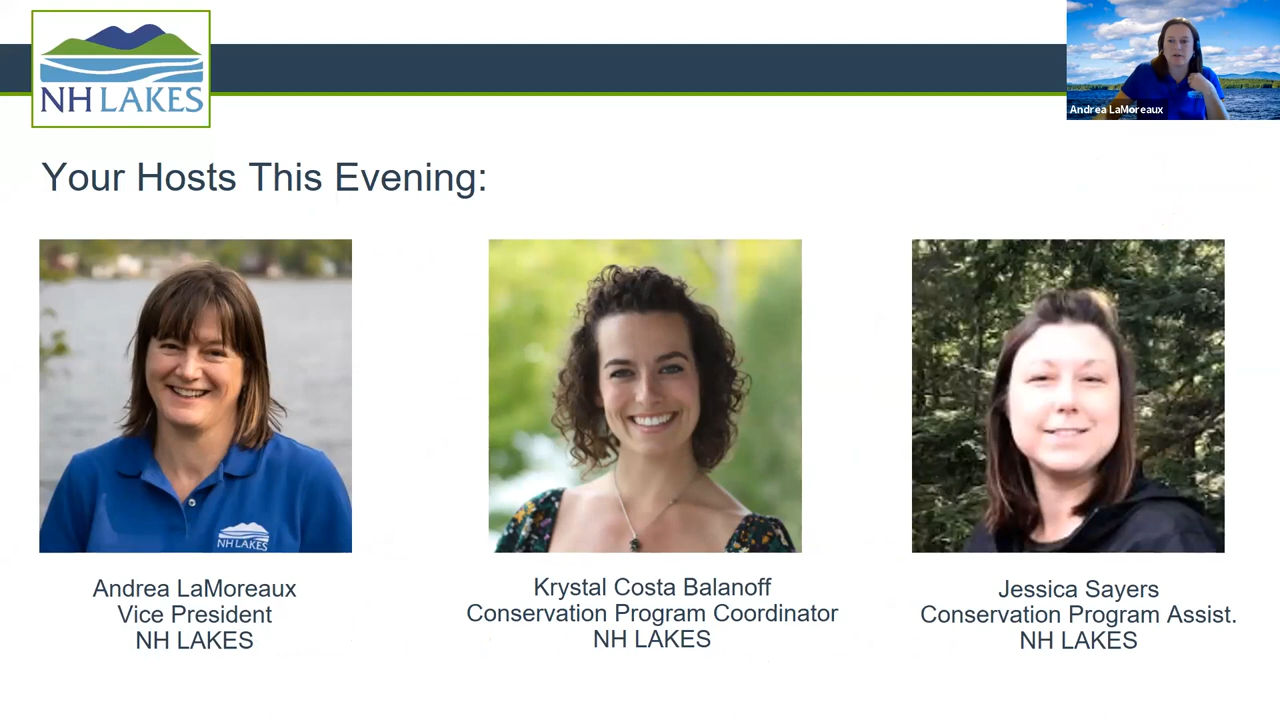 NH LAKES
Andrea LaMoreaux
Your Hosts This Evening:
NH LAKES
Andrea LaMoreaux
Vice President
NH LAKES
Krystal Costa Balanoff
Conservation Program Coordinator
NH LAKES
Jessica Sayers
Conservation Program Assist.
NH LAKES